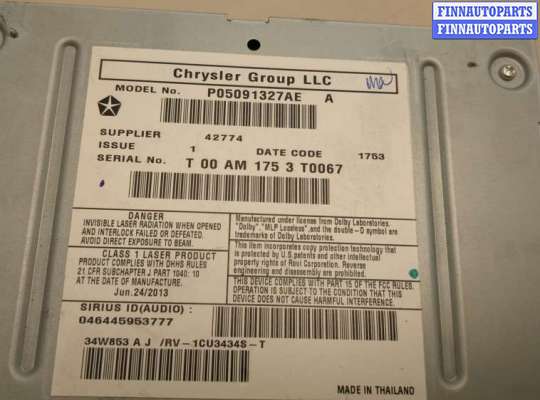 FINNAUTOPARTS
FINNAUTOPARTS
Chrysler Group LLC
MODEL No. P05091327AE A
SUPPLIER 42774
ISSUE 1 DATE CODE 1753
SERIAL No. T 00 AM 175 3 T0067
DANGER
INVISIBLE LASER RADIATION WHEN OPENED
AND INTERLOCK FAILED OR DEFEATED.
AVOID DIRECT EXPOSURE TO BEAM.
CLASS 1 LASER PRODUCT
PRODUCT COMPLIES WITH DHHS RULES
21 CFR SUBCHAPTER J PART 1040: 10
AT THE DATE OF MANUFACTURE.
Jun.24/2013
Manufactured under license from Dolby Laboratories.
"Dolby", "MLP Lossless", and the double-D symbol are
trademarks of Dolby Laboratories.
This item incorporates copy protection technology that
is protected by U.S.patents and other intellectual
property rights of Rovi Corporation. Reverse
engineering and disassembly are prohibited.
THIS DEVICE COMPLIES WITH PART 15 OF THE FCC RULES.
OPERATION IS SUBJECT TO THE CONDITION THAT THIS
DEVICE DOES NOT CAUSE HARMFUL INTERFERENCE.
SIRIUS ID(AUDIO) :
046445953777
34W853 A J /RV-1CU3434S-T
MADE IN THAILAND